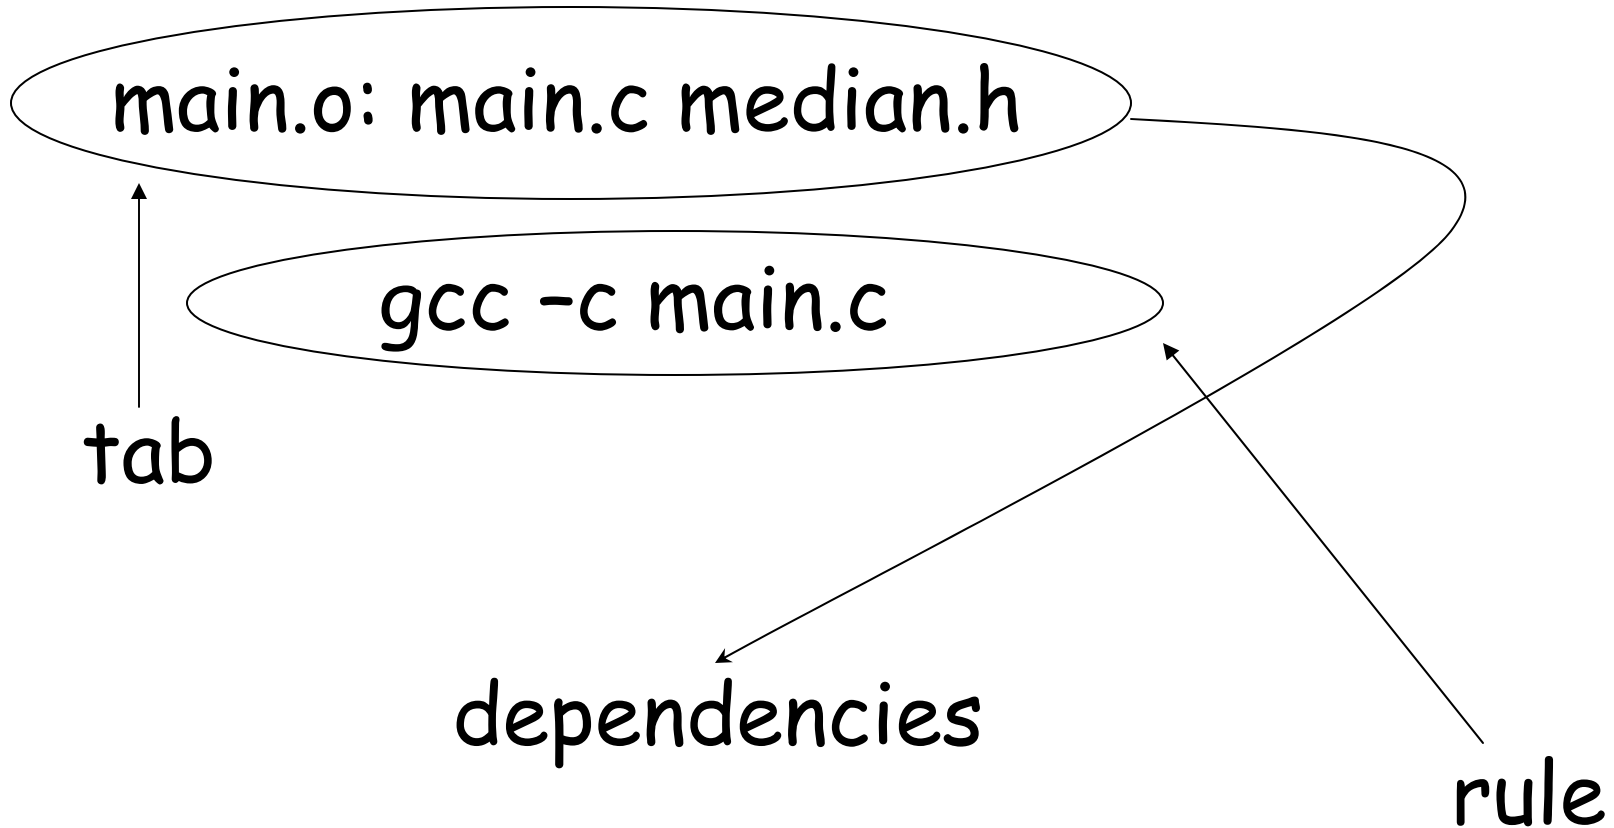 main.o: main.c median.h
gcc –c main.c
tab
dependencies
rule